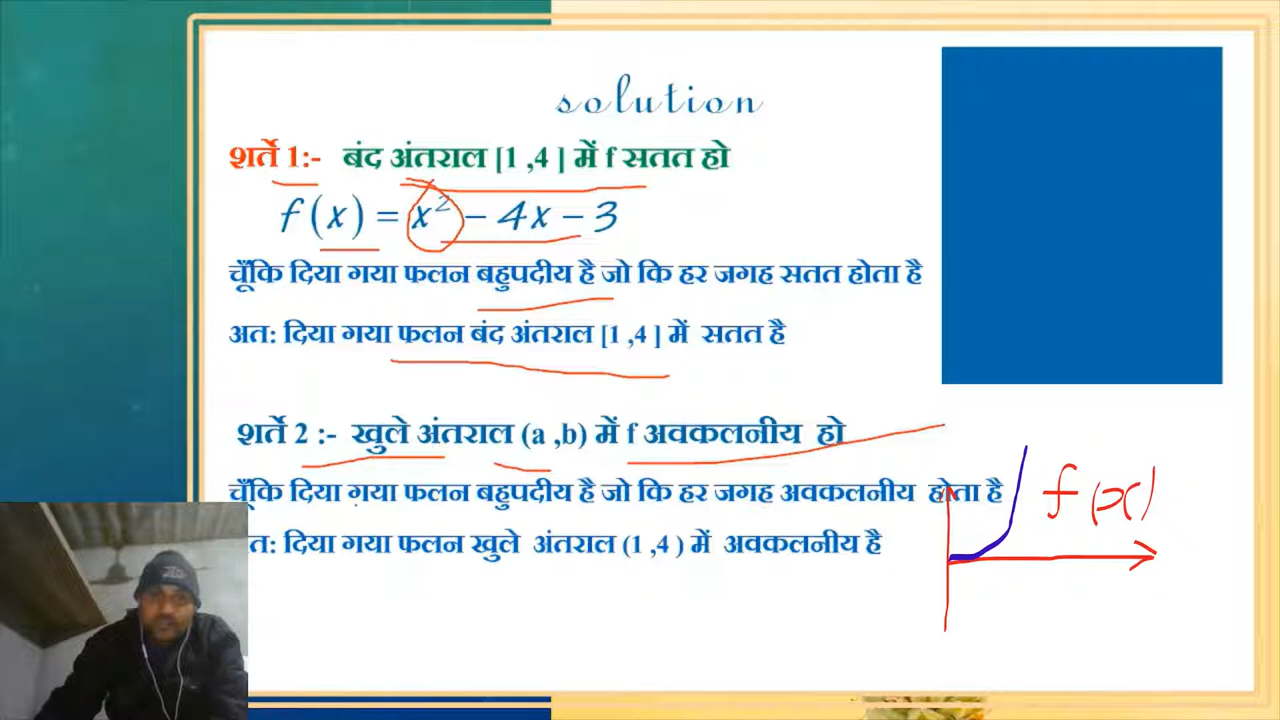 solution
शर्ते 1:- बंद अंतराल [1 ,4 ] में f सतत हो
f(x) = x² – 4x – 3
चूँकि दिया गया फलन बहुपदीय है जो कि हर जगह सतत होता है
अत: दिया गया फलन बंद अंतराल [1 ,4 ] में सतत है
शर्ते 2 :- खुले अंतराल (a ,b) में f अवकलनीय हो
चूँकि दिया गया फलन बहुपदीय है जो कि हर जगह अवकलनीय होता है
f(x)
त: दिया गया फलन खुले अंतराल (1 ,4 ) में अवकलनीय है